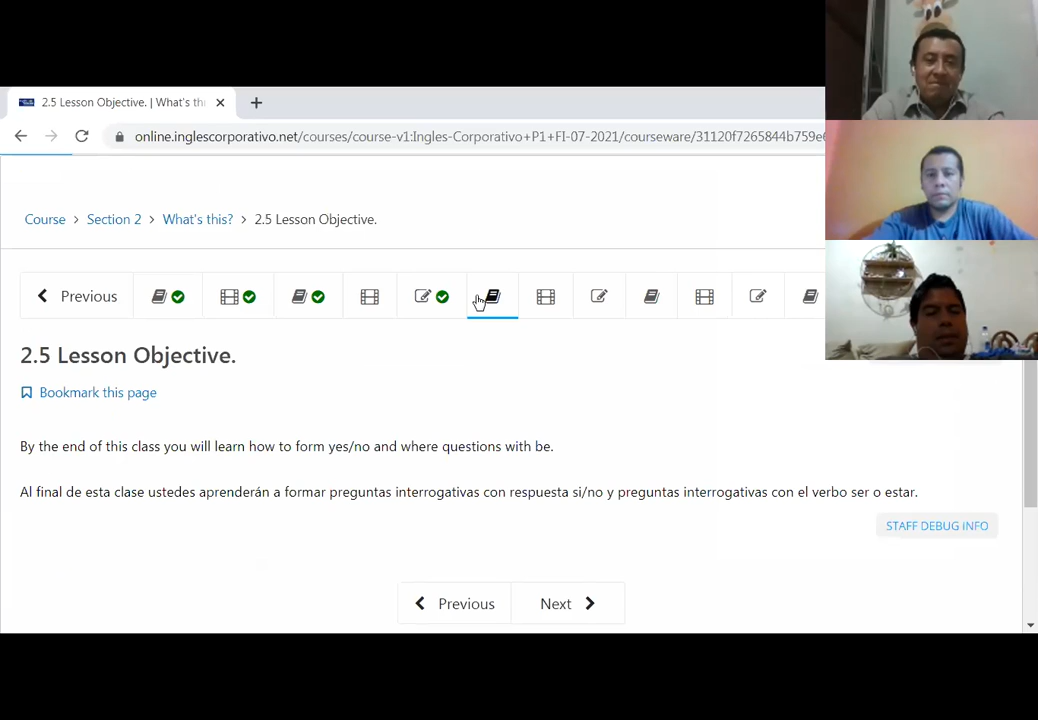 2.5 Lesson Objective. | What's thi
online.inglescorporativo.net/courses/course-v1:Ingles-Corporativo+P1+FI-07-2021/courseware/31120f7265844b759e
Course > Section 2 > What's this? > 2.5 Lesson Objective.
Previous
2.5 Lesson Objective.
Bookmark this page
By the end of this class you will learn how to form yes/no and where questions with be.
Al final de esta clase ustedes aprenderán a formar preguntas interrogativas con respuesta si/no y preguntas interrogativas con el verbo ser o estar.
STAFF DEBUG INFO
Previous
Next